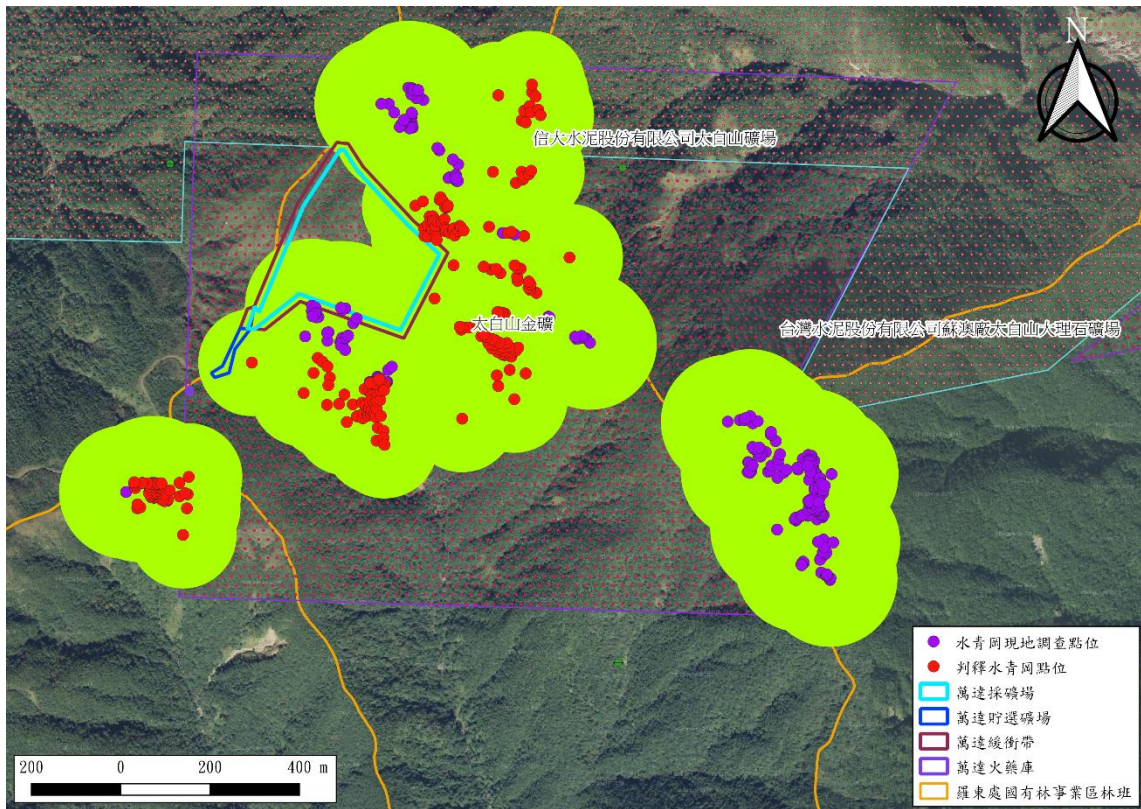 N
信大水泥股份有限公司太白山礦場
太白山金礦
台灣水泥股份有限公司蘇澳廠太白山大理石礦場
水青岡現地調查點位
判釋水青岡點位
萬達採礦場
萬達貯選礦場
萬達緩衝帶
萬達火藥庫
羅東處國有林事業區林班
200 0 200 400 m